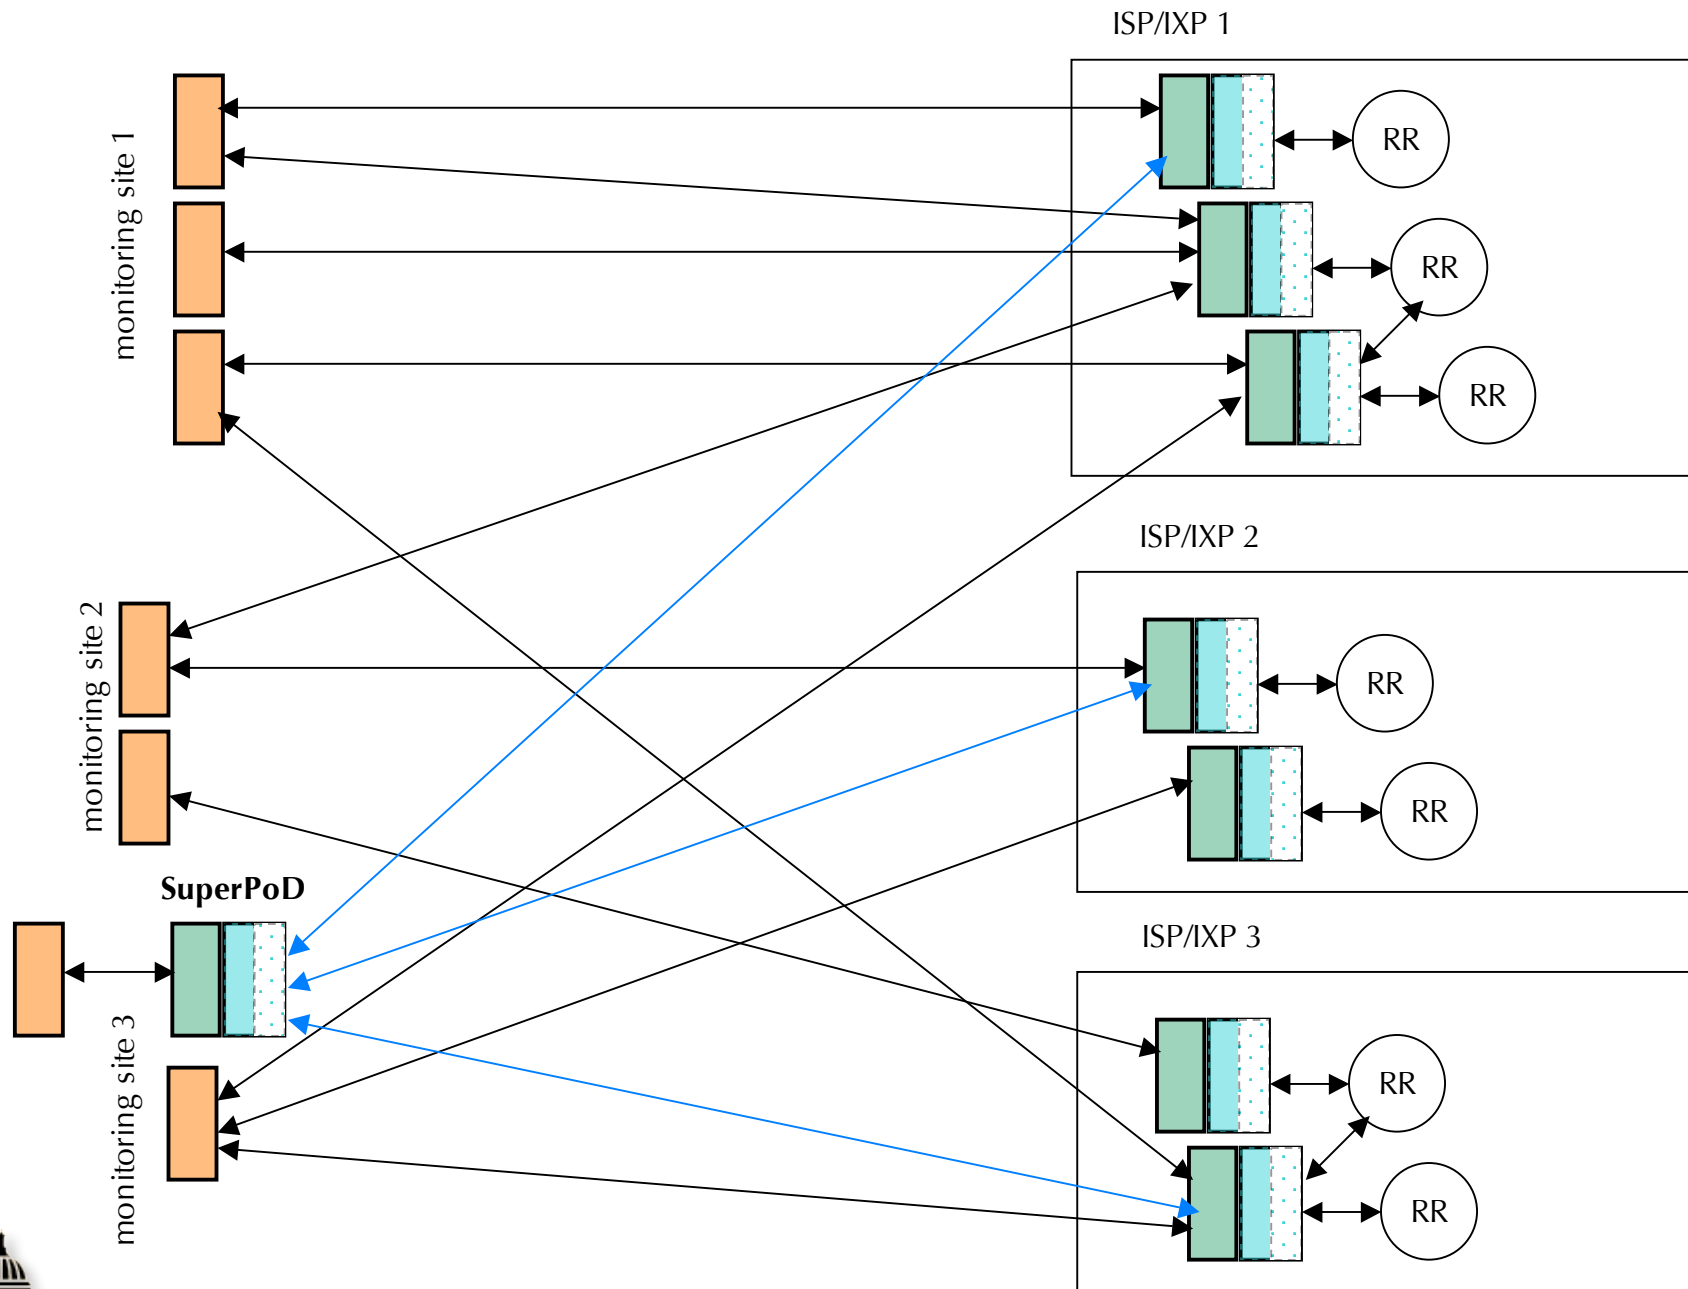 ISP/IXP 1
monitoring site 1
RR
RR
RR
ISP/IXP 2
monitoring site 2
RR
RR
SuperPoD
ISP/IXP 3
monitoring site 3
RR
RR